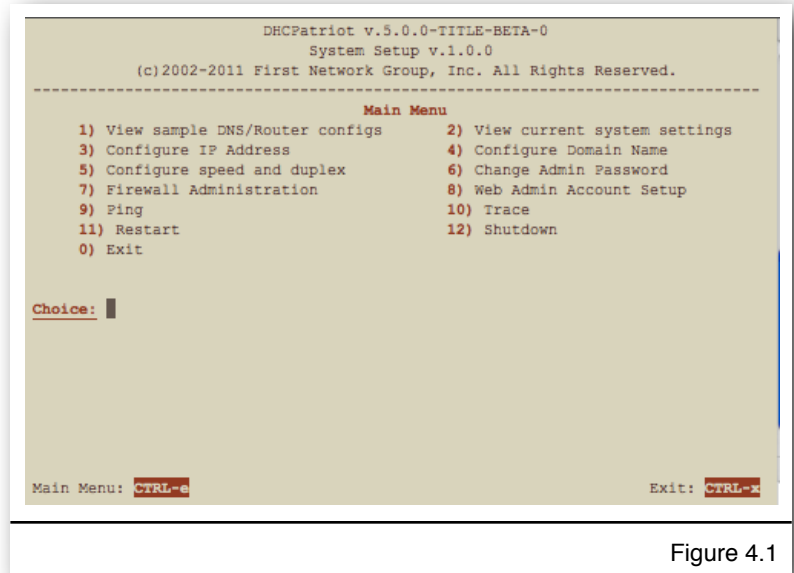 DHCPatriot v.5.0.0-TITLE-BETA-0
System Setup v.1.0.0
(c)2002-2011 First Network Group, Inc. All Rights Reserved.
--------------------------------------------------------------------------------
Main Menu
1) View sample DNS/Router configs 2) View current system settings
3) Configure IP Address 4) Configure Domain Name
5) Configure speed and duplex 6) Change Admin Password
7) Firewall Administration 8) Web Admin Account Setup
9) Ping 10) Trace
11) Restart 12) Shutdown
0) Exit
Choice:
Main Menu: CTRL-e Exit: CTRL-x
Figure 4.1